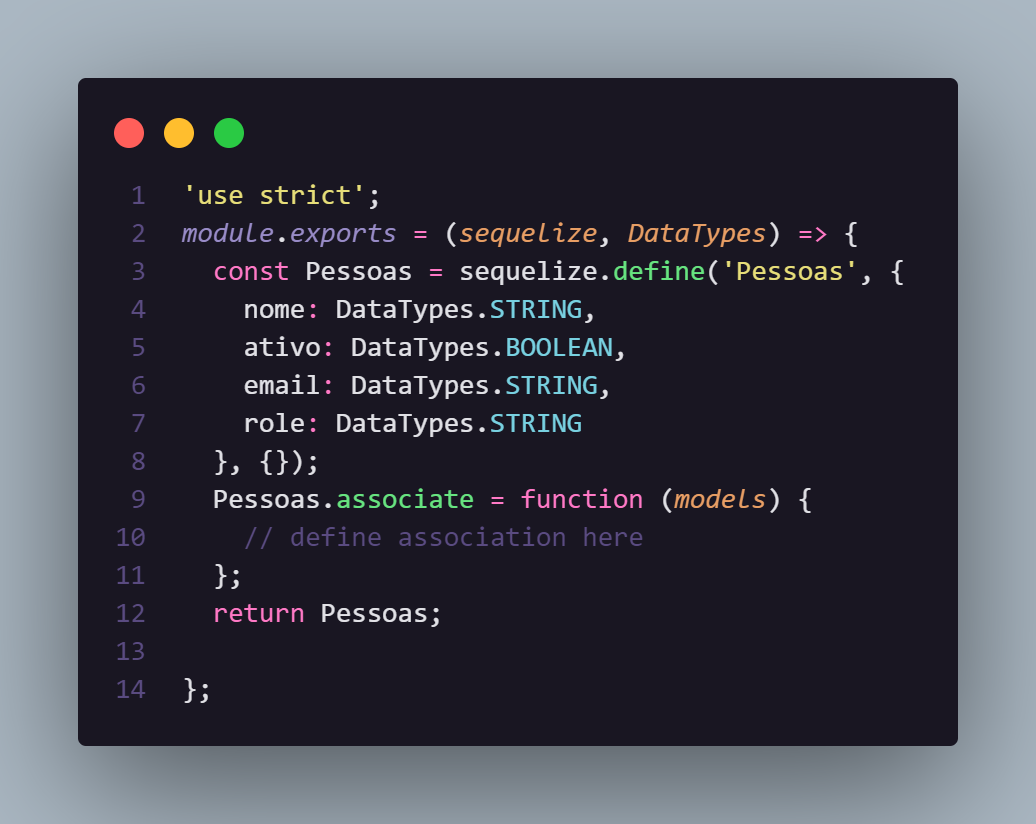 1 'use strict';
2 module.exports = (sequelize, DataTypes) => {
3 const Pessoas = sequelize.define('Pessoas', {
4 nome: DataTypes.STRING,
5 ativo: DataTypes.BOOLEAN,
6 email: DataTypes.STRING,
7 role: DataTypes.STRING
8 }, {});
9 Pessoas.associate = function (models) {
10 // define association here
11 };
12 return Pessoas;
13
14 };